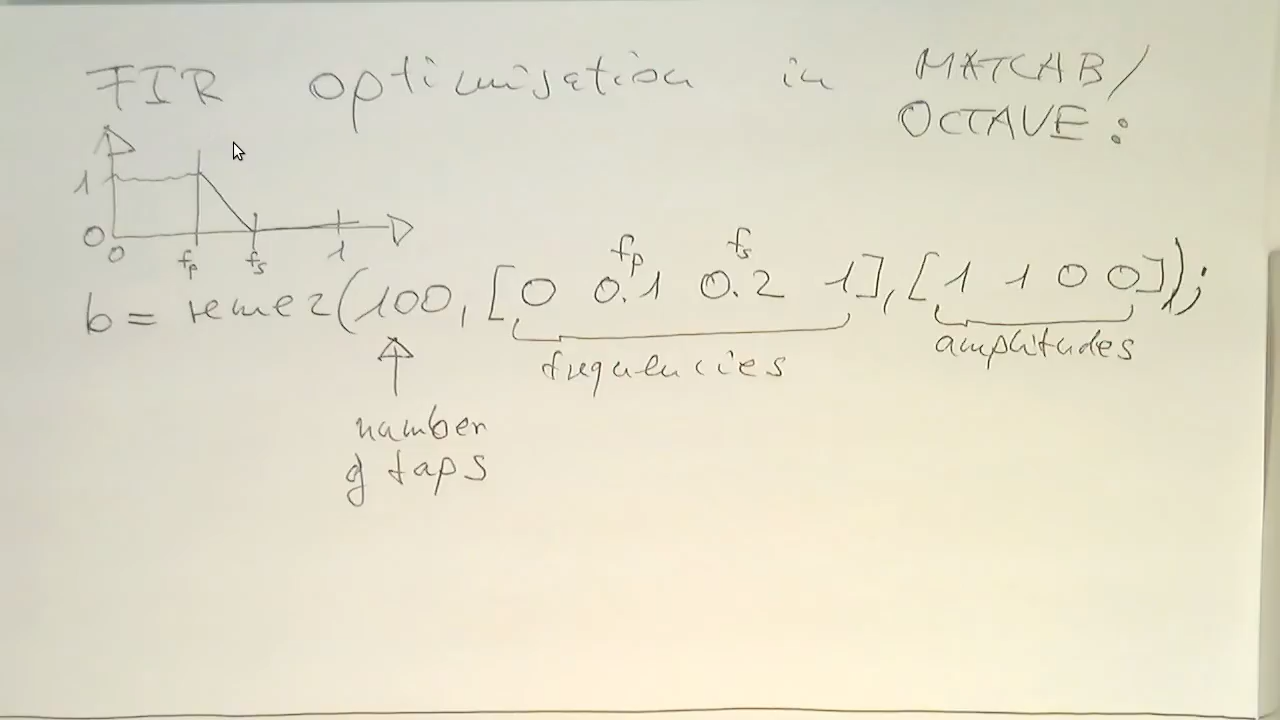 FIR optimisation in MATLAB/
OCTAVE:
1
0
0 fp fs 1
fp fs
b = remez(100, [0 0.1 0.2 1], [1 1 0 0]);
frequencies amplitudes
number
of taps